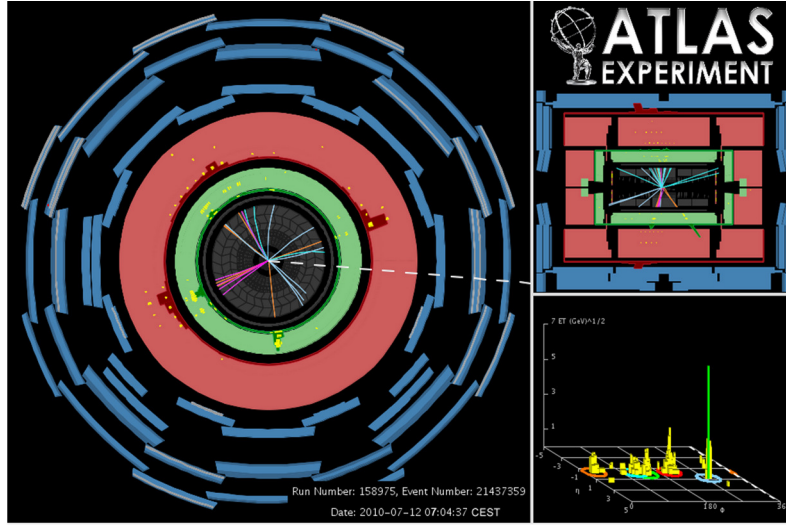 ATLAS
EXPERIMENT
7 ET (GeV)^1/2
5
3
1
-5
-3
-1
η 1
3
5
0
180 Φ
36
Run Number: 158975, Event Number: 21437359
Date: 2010-07-12 07:04:37 CEST